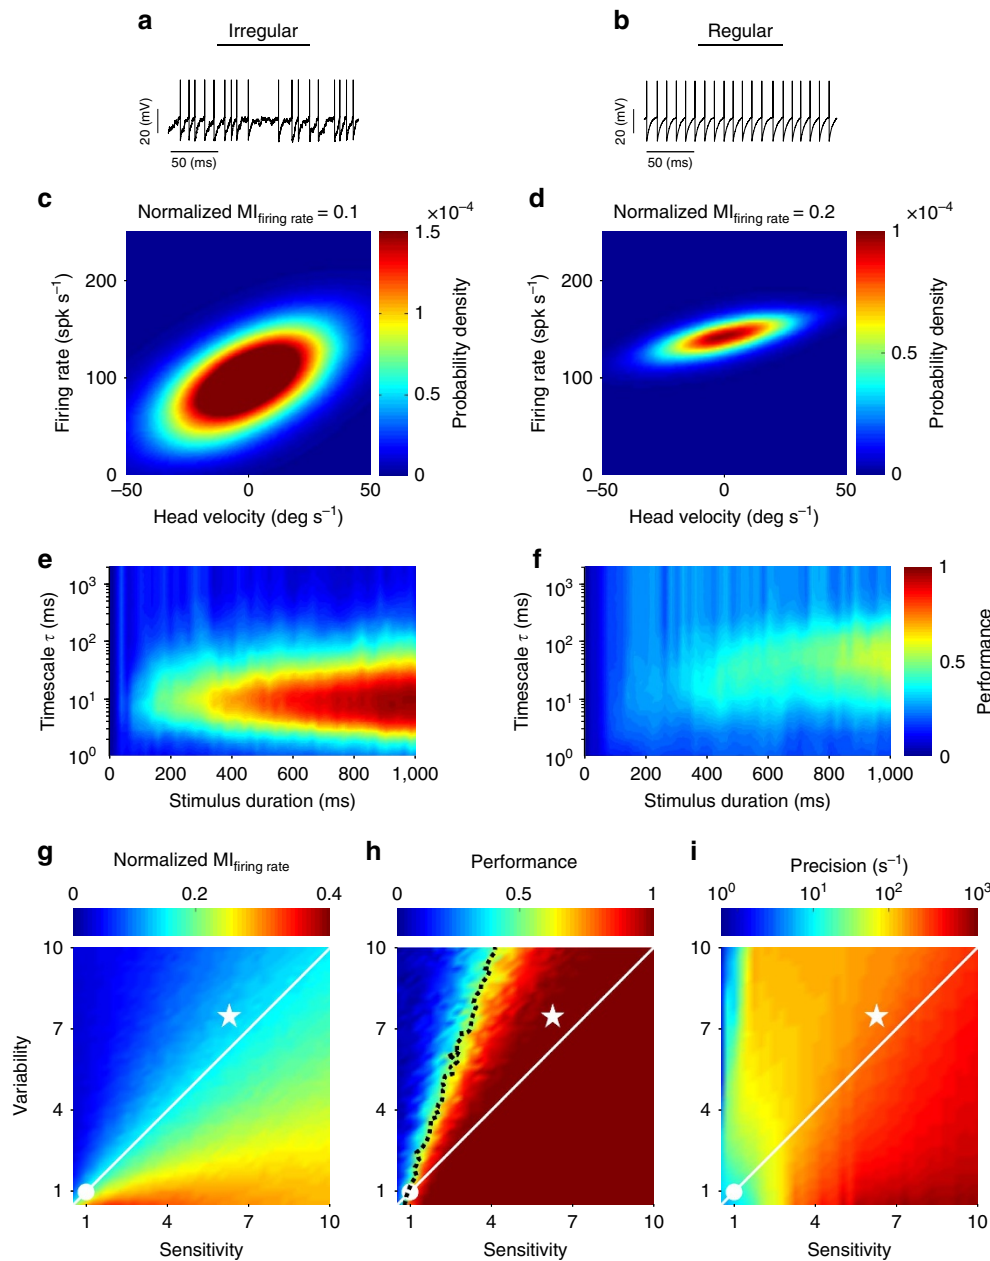 a
Irregular
20 (mV)
50 (ms)
b
Regular
20 (mV)
50 (ms)
c
Normalized MI_firing rate = 0.1
×10⁻⁴
Firing rate (spk s⁻¹)
200
100
0
−50
0
50
Head velocity (deg s⁻¹)
1.5
1
0.5
0
Probability density
d
Normalized MI_firing rate = 0.2
×10⁻⁴
Firing rate (spk s⁻¹)
200
100
0
−50
0
50
Head velocity (deg s⁻¹)
1
0.5
0
Probability density
e
Timescale τ (ms)
10³
10²
10¹
10⁰
0 200 400 600 800 1,000
Stimulus duration (ms)
f
Timescale τ (ms)
10³
10²
10¹
10⁰
0 200 400 600 800 1,000
Stimulus duration (ms)
1
0.5
0
Performance
g
Normalized MI_firing rate
0 0.2 0.4
Variability
10
7
4
1
1 4 7 10
Sensitivity
h
Performance
0 0.5 1
10
7
4
1
1 4 7 10
Sensitivity
i
Precision (s⁻¹)
10⁰ 10¹ 10² 10³
10
7
4
1
1 4 7 10
Sensitivity